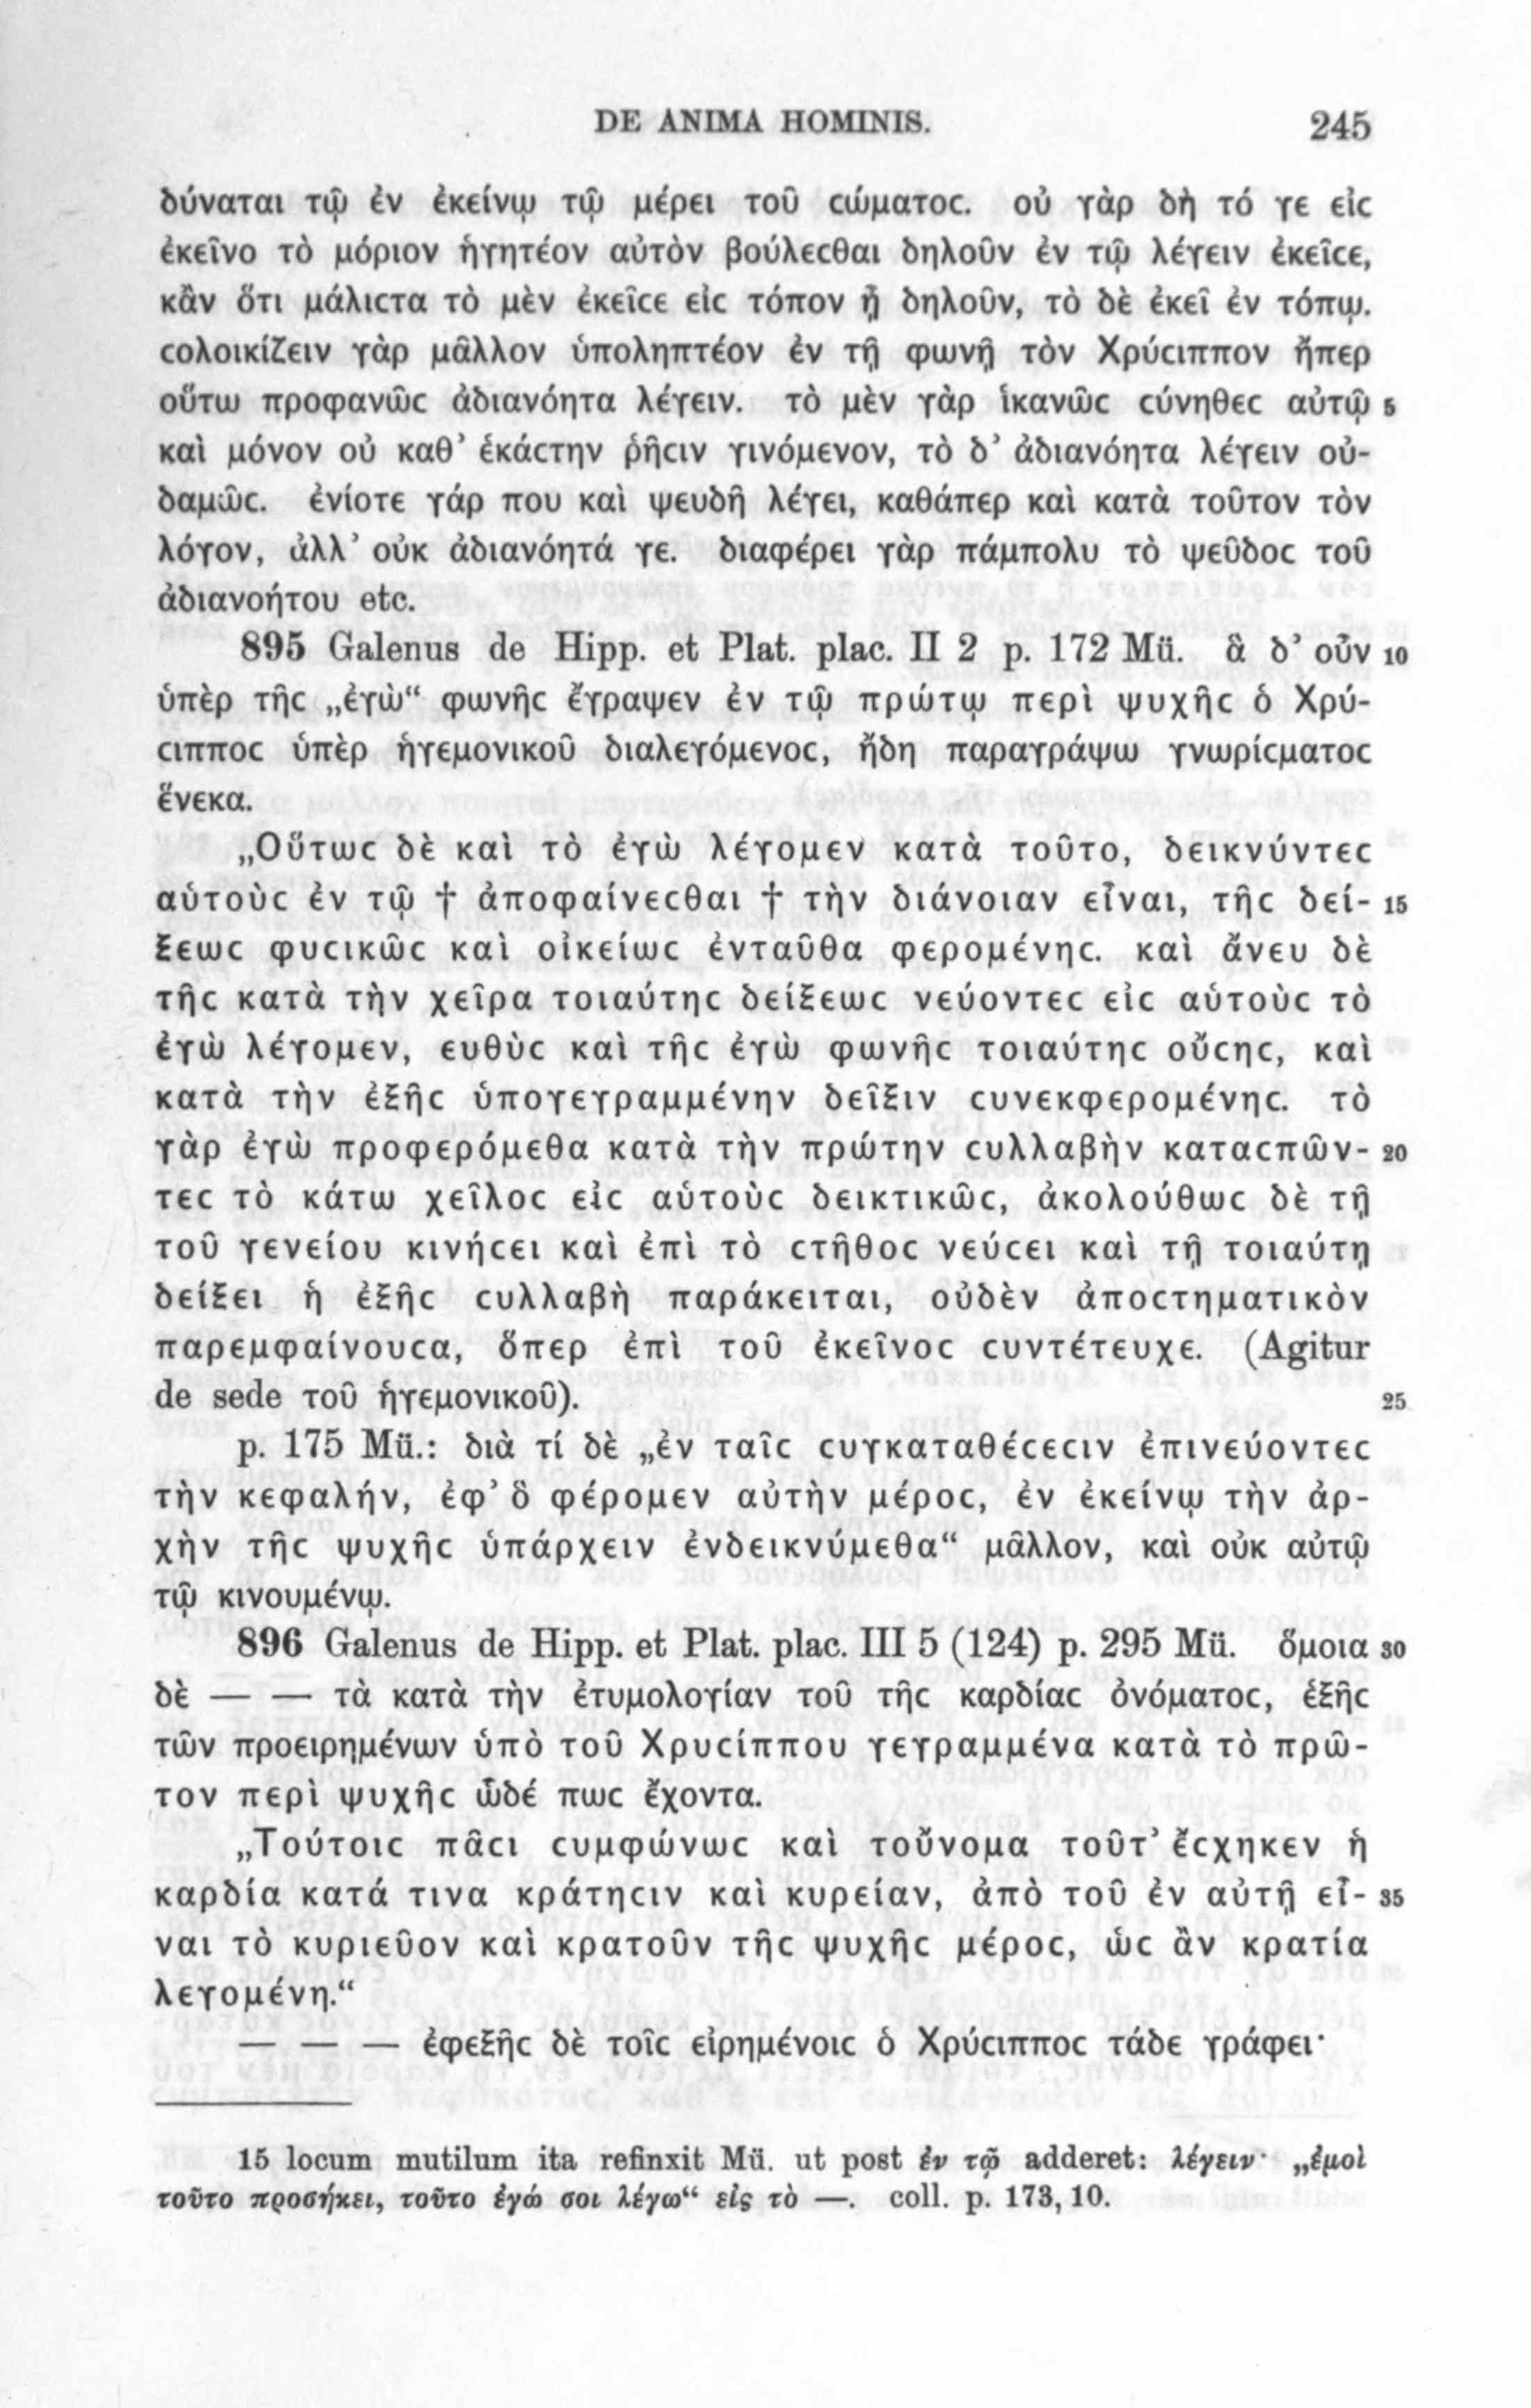 DE ANIMA HOMINIS. 245
δύναται τῷ ἐν ἐκείνῳ τῷ μέρει τοῦ cώματοc. οὐ γὰρ δὴ τό γε εἰc
ἐκεῖνο τὸ μόριον ἡγητέον αὐτὸν βούλεcθαι δηλοῦν ἐν τῷ λέγειν ἐκεῖcε,
κἂν ὅτι μάλιcτα τὸ μὲν ἐκεῖcε εἰc τόπον ᾖ δηλοῦν, τὸ δὲ ἐκεῖ ἐν τόπῳ.
cολοικίζειν γὰρ μᾶλλον ὑποληπτέον ἐν τῇ φωνῇ τὸν Χρύcιππον ἤπερ
οὕτω προφανῶc ἀδιανόητα λέγειν. τὸ μὲν γὰρ ἱκανῶc cύνηθεc αὐτῷ 5
καὶ μόνον οὐ καθ’ ἑκάcτην ῥῆcιν γινόμενον, τὸ δ’ ἀδιανόητα λέγειν οὐ-
δαμῶc. ἐνίοτε γάρ που καὶ ψευδῆ λέγει, καθάπερ καὶ κατὰ τοῦτον τὸν
λόγον, ἀλλ’ οὐκ ἀδιανόητά γε. διαφέρει γὰρ πάμπολυ τὸ ψεῦδοc τοῦ
ἀδιανοήτου etc.
895 Galenus de Hipp. et Plat. plac. II 2 p. 172 Mü. ἃ δ’ οὖν 10
ὑπὲρ τῆc „ἐγὼ“ φωνῆc ἔγραψεν ἐν τῷ πρώτῳ περὶ ψυχῆc ὁ Χρύ-
cιπποc ὑπὲρ ἡγεμονικοῦ διαλεγόμενοc, ἤδη παραγράψω γνωρίcματοc
ἕνεκα.
„Οὕτωc δὲ καὶ τὸ ἐγὼ λέγομεν κατὰ τοῦτο, δεικνύντεc
αὑτοὺc ἐν τῷ † ἀποφαίνεcθαι † τὴν διάνοιαν εἶναι, τῆc δεί- 15
ξεωc φυcικῶc καὶ οἰκείωc ἐνταῦθα φερομένηc. καὶ ἄνευ δὲ
τῆc κατὰ τὴν χεῖρα τοιαύτηc δείξεωc νεύοντεc εἰc αὑτοὺc τὸ
ἐγὼ λέγομεν, ευθὺc καὶ τῆc ἐγὼ φωνῆc τοιαύτηc οὔcηc, καὶ
κατὰ τὴν ἑξῆc ὑπογεγραμμένην δεῖξιν cυνεκφερομένηc. τὸ
γὰρ ἐγὼ προφερόμεθα κατὰ τὴν πρώτην cυλλαβὴν καταcπῶν- 20
τεc τὸ κάτω χεῖλοc εἰc αὑτοὺc δεικτικῶc, ἀκολούθωc δὲ τῇ
τοῦ γενείου κινήcει καὶ ἐπὶ τὸ cτῆθοc νεύcει καὶ τῇ τοιαύτῃ
δείξει ἡ ἑξῆc cυλλαβὴ παράκειται, οὐδὲν ἀποcτηματικὸν
παρεμφαίνουcα, ὅπερ ἐπὶ τοῦ ἐκεῖνοc cυντέτευχε. (Agitur
de sede τοῦ ἡγεμονικοῦ). 25
p. 175 Mü.: διὰ τί δὲ „ἐν ταῖc cυγκαταθέcεcιν ἐπινεύοντεc
τὴν κεφαλήν, ἐφ’ ὃ φέρομεν αὐτὴν μέροc, ἐν ἐκείνῳ τὴν ἀρ-
χὴν τῆc ψυχῆc ὑπάρχειν ἐνδεικνύμεθα“ μᾶλλον, καὶ οὐκ αὐτῷ
τῷ κινουμένῳ.
896 Galenus de Hipp. et Plat. plac. III 5 (124) p. 295 Mü. ὅμοια 30
δὲ — — τὰ κατὰ τὴν ἐτυμολογίαν τοῦ τῆc καρδίαc ὀνόματοc, ἑξῆc
τῶν προειρημένων ὑπὸ τοῦ Χρυcίππου γεγραμμένα κατὰ τὸ πρῶ-
τον περὶ ψυχῆc ὧδέ πωc ἔχοντα.
„Τούτοιc πᾶcι cυμφώνωc καὶ τοὔνομα τοῦτ’ ἔcχηκεν ἡ
καρδία κατά τινα κράτηcιν καὶ κυρείαν, ἀπὸ τοῦ ἐν αὐτῇ εἶ- 35
ναι τὸ κυριεῦον καὶ κρατοῦν τῆc ψυχῆc μέροc, ὡc ἂν κρατία
λεγομένη.“
— — — ἐφεξῆc δὲ τοῖc εἰρημένοιc ὁ Χρύcιπποc τάδε γράφει·
15 locum mutilum ita refinxit Mü. ut post ἐν τῷ adderet: λέγειν· „ἐμοὶ
τοῦτο προσήκει, τοῦτο ἐγώ σοι λέγω“ εἰς τὸ —. coll. p. 173, 10.